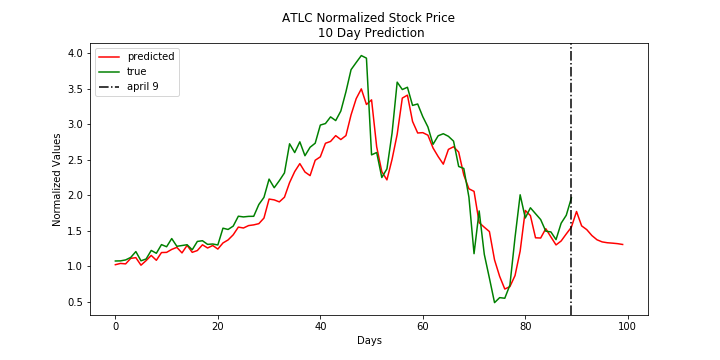 ATLC Normalized Stock Price
10 Day Prediction
predicted
true
april 9
Normalized Values
4.0
3.5
3.0
2.5
2.0
1.5
1.0
0.5
0
20
40
60
80
100
Days